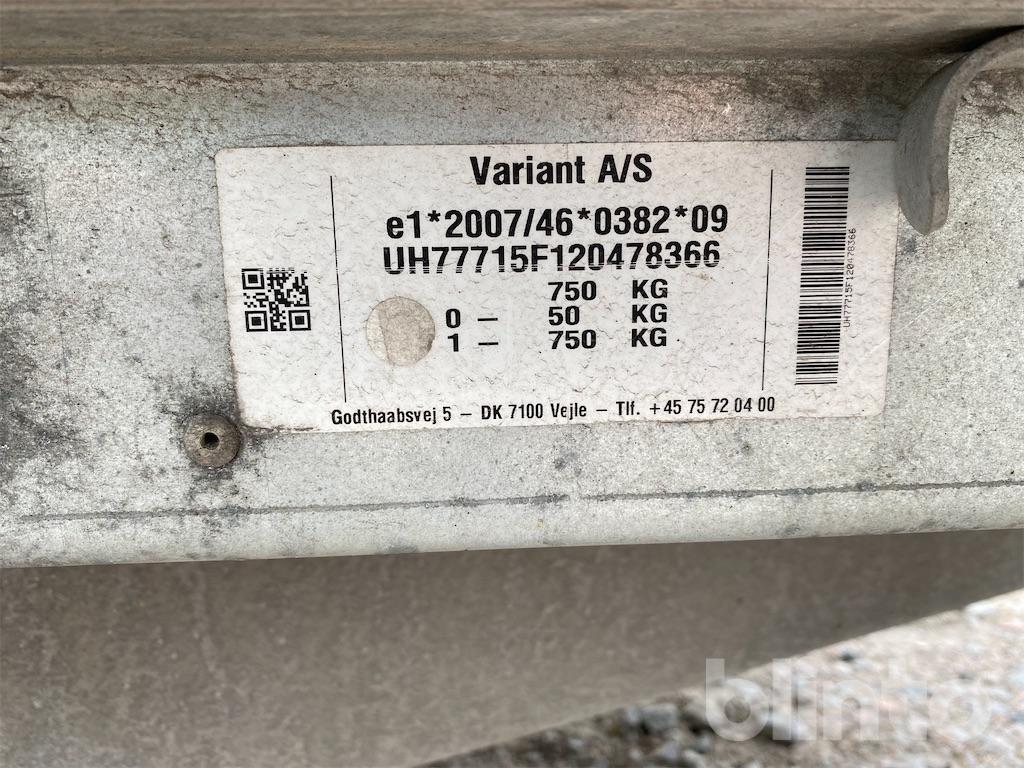 Variant A/S
e1*2007/46*0382*09
UH77715F120478366
750 KG
0 – 50 KG
1 – 750 KG
Godthaabsvej 5 – DK 7100 Vejle – Tlf. +45 75 72 04 00
UH77715F120478366
blinto